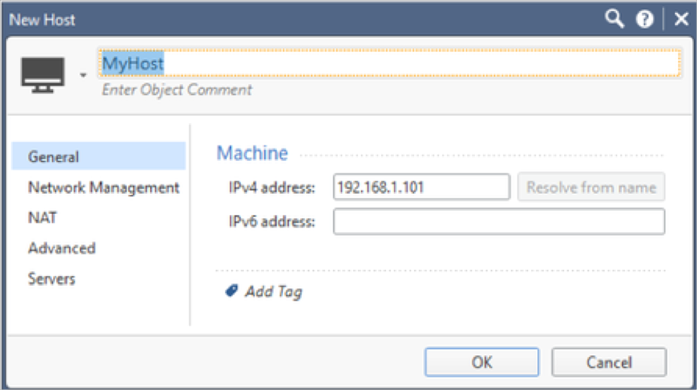 New Host
MyHost
Enter Object Comment
General
Network Management
NAT
Advanced
Servers
Machine
IPv4 address: 192.168.1.101 Resolve from name
IPv6 address:
Add Tag
OK Cancel